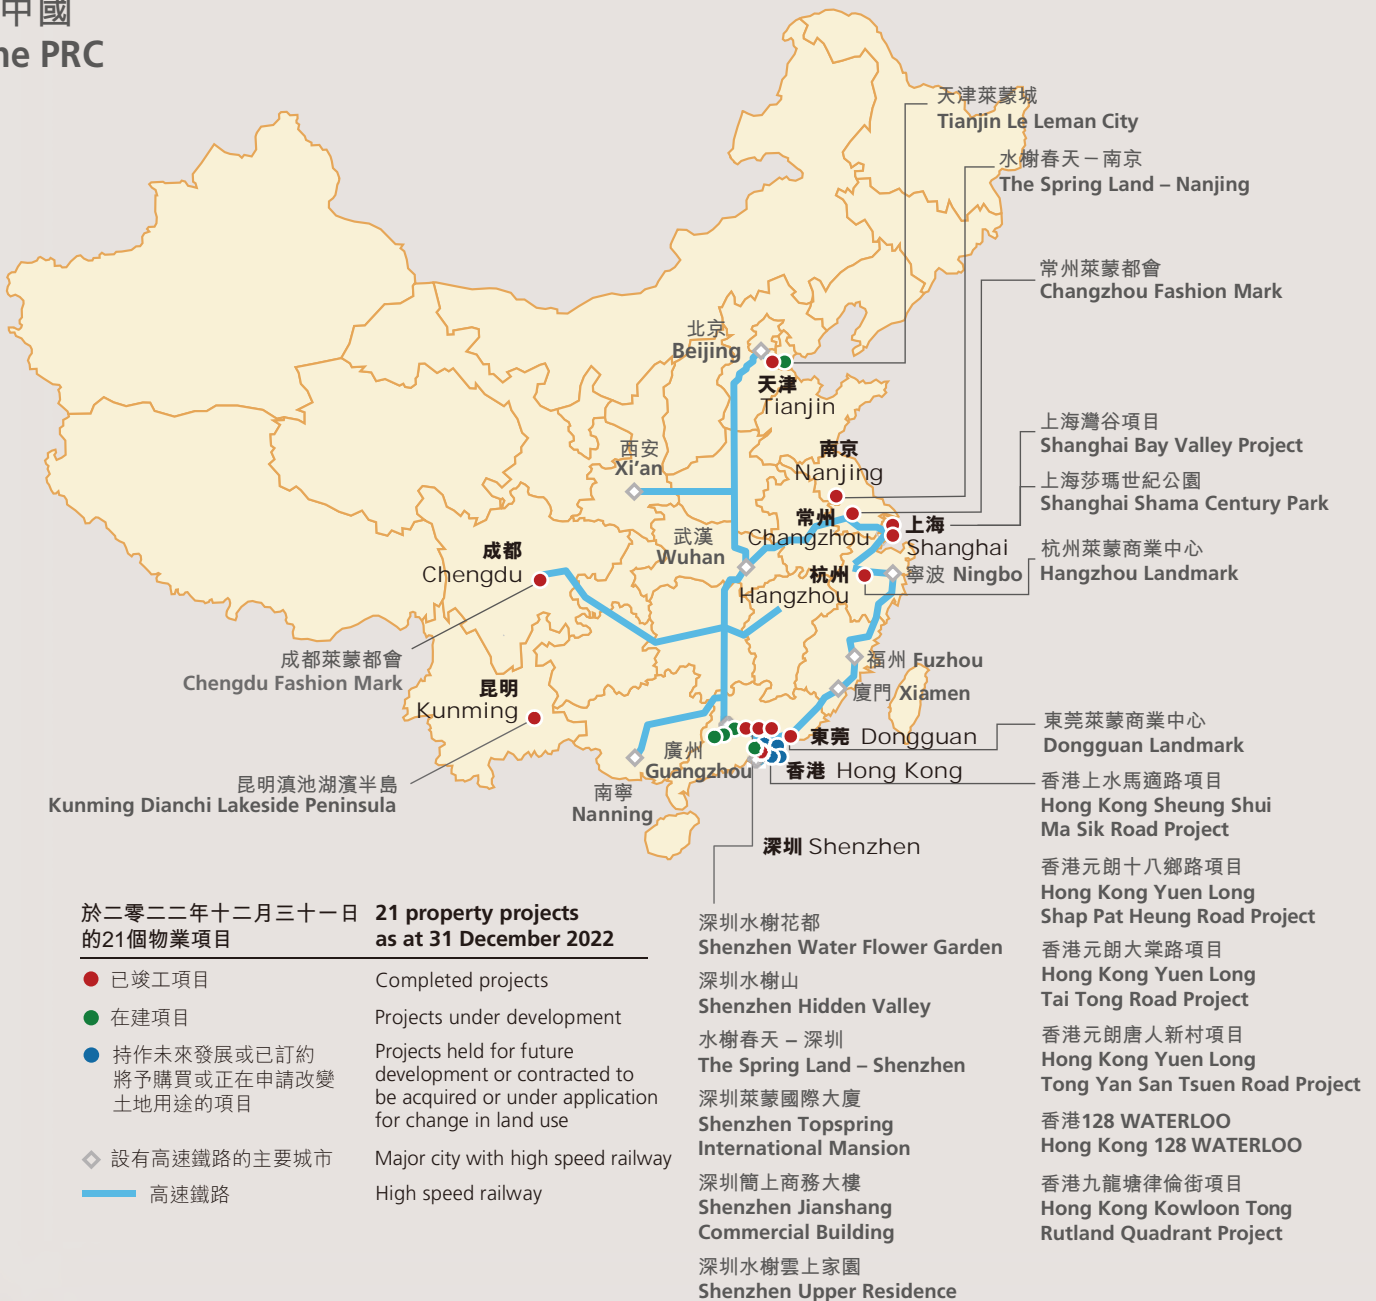 中國
he PRC
天津萊蒙城
Tianjin Le Leman City
水榭春天－南京
The Spring Land – Nanjing
常州萊蒙都會
Changzhou Fashion Mark
北京
Beijing
天津
Tianjin
上海灣谷項目
Shanghai Bay Valley Project
上海莎瑪世紀公園
Shanghai Shama Century Park
杭州萊蒙商業中心
Hangzhou Landmark
南京
Nanjing
西安
Xi’an
常州
Changzhou
上海
Shanghai
武漢
Wuhan
成都
Chengdu
杭州
Hangzhou
寧波 Ningbo
成都萊蒙都會
Chengdu Fashion Mark
福州 Fuzhou
廈門 Xiamen
昆明
Kunming
東莞 Dongguan
廣州
Guangzhou
香港 Hong Kong
南寧
Nanning
昆明滇池湖濱半島
Kunming Dianchi Lakeside Peninsula
深圳 Shenzhen
東莞萊蒙商業中心
Dongguan Landmark
香港上水馬適路項目
Hong Kong Sheung Shui
Ma Sik Road Project
香港元朗十八鄉路項目
Hong Kong Yuen Long
Shap Pat Heung Road Project
香港元朗大棠路項目
Hong Kong Yuen Long
Tai Tong Road Project
香港元朗唐人新村項目
Hong Kong Yuen Long
Tong Yan San Tsuen Road Project
香港128 WATERLOO
Hong Kong 128 WATERLOO
香港九龍塘律倫街項目
Hong Kong Kowloon Tong
Rutland Quadrant Project
深圳水榭花都
Shenzhen Water Flower Garden
深圳水榭山
Shenzhen Hidden Valley
水榭春天 – 深圳
The Spring Land – Shenzhen
深圳萊蒙國際大廈
Shenzhen Topspring
International Mansion
深圳簡上商務大樓
Shenzhen Jianshang
Commercial Building
深圳水榭雲上家園
Shenzhen Upper Residence
於二零二二年十二月三十一日
的21個物業項目
21 property projects
as at 31 December 2022
已竣工項目
Completed projects
在建項目
Projects under development
持作未來發展或已訂約
將予購買或正在申請改變
土地用途的項目
Projects held for future
development or contracted to
be acquired or under application
for change in land use
設有高速鐵路的主要城市
Major city with high speed railway
高速鐵路
High speed railway